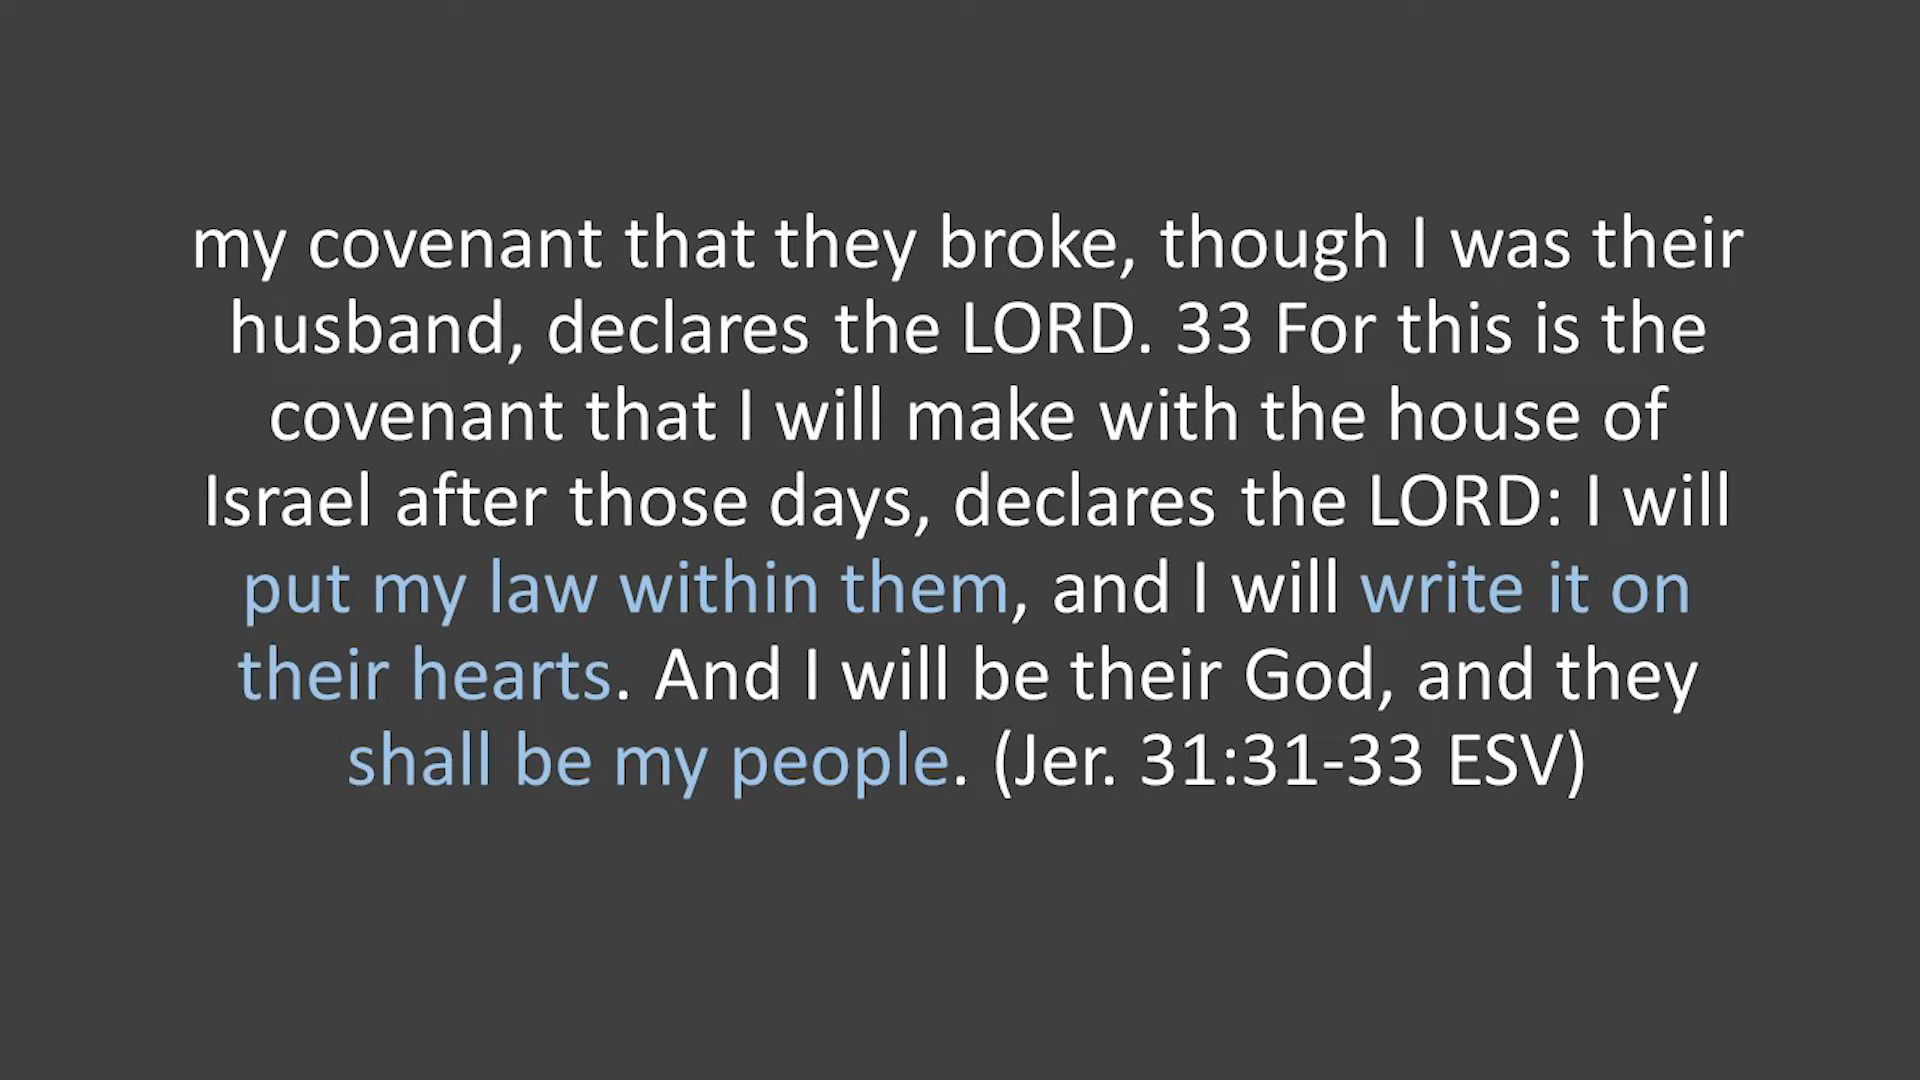 my covenant that they broke, though I was their
husband, declares the LORD. 33 For this is the
covenant that I will make with the house of
Israel after those days, declares the LORD: I will
put my law within them, and I will write it on
their hearts. And I will be their God, and they
shall be my people. (Jer. 31:31-33 ESV)